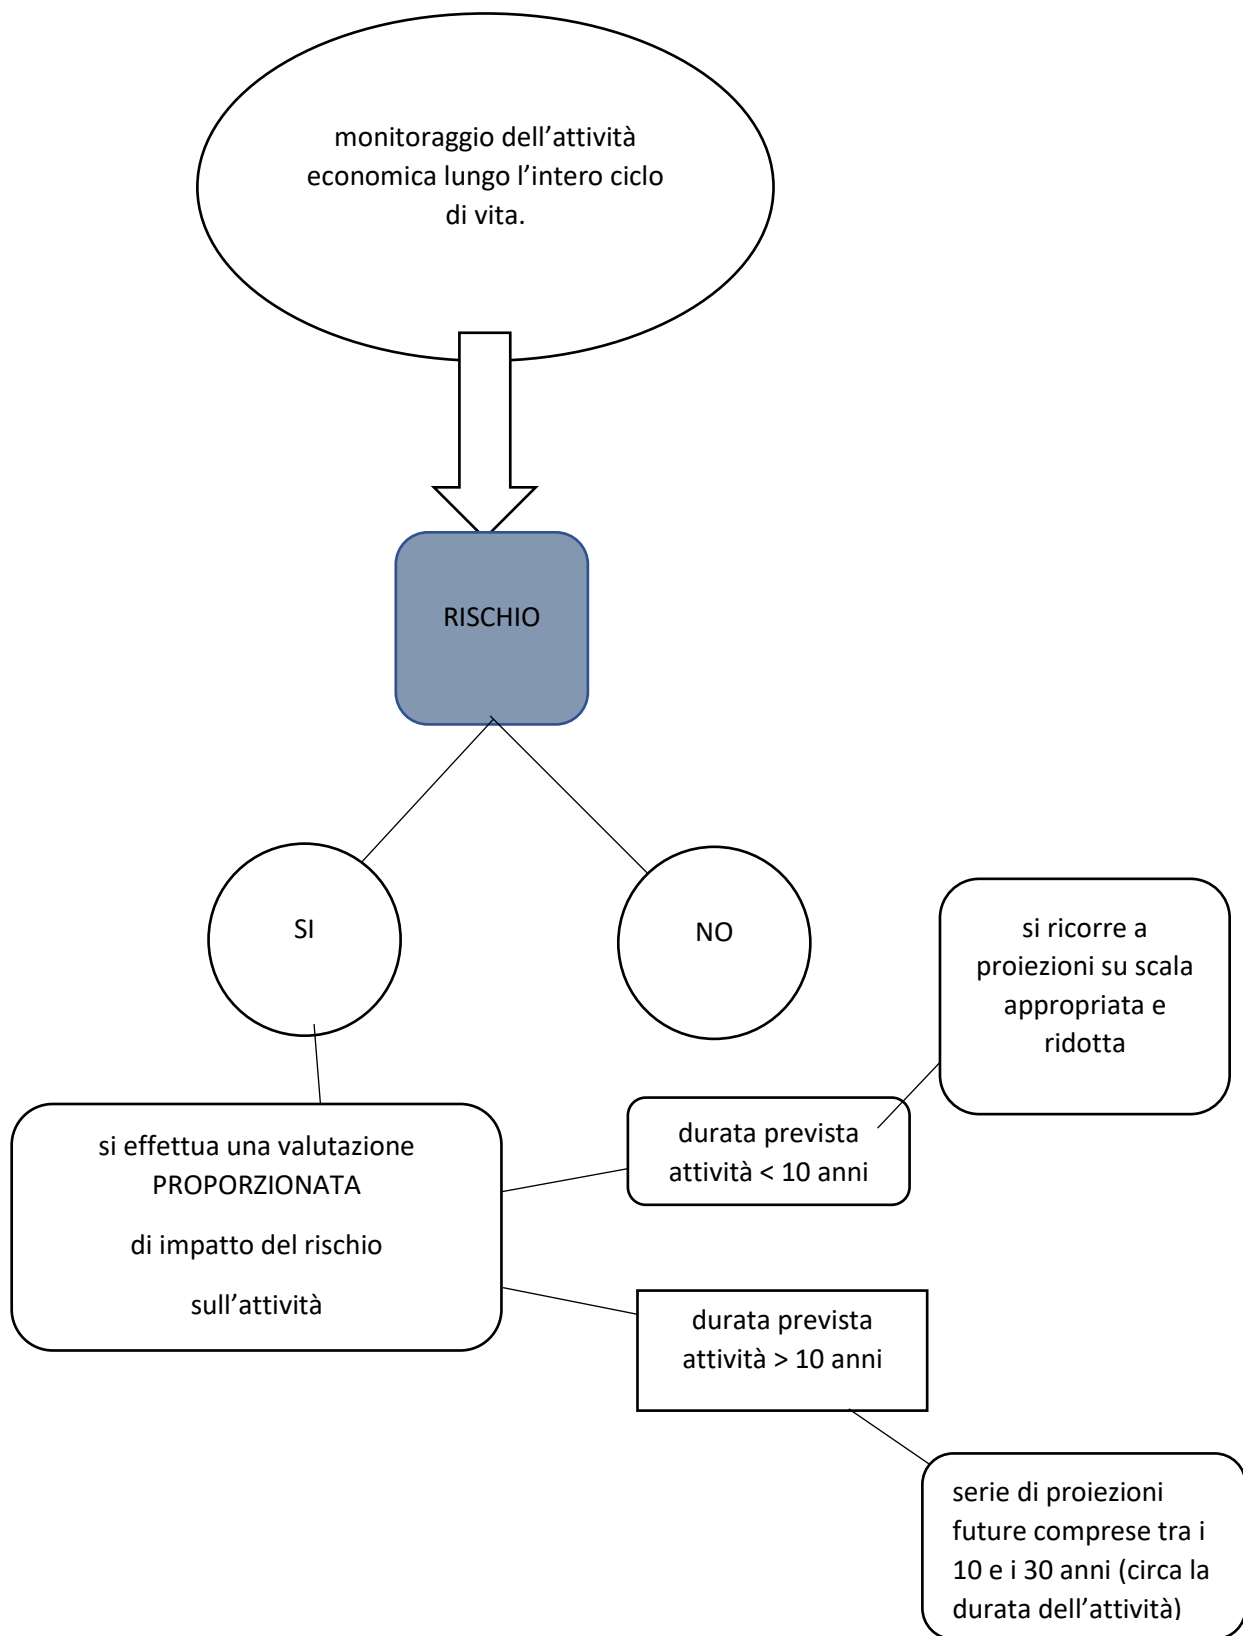 monitoraggio dell’attività
economica lungo l’intero ciclo
di vita.
RISCHIO
SI
NO
si ricorre a
proiezioni su scala
appropriata e
ridotta
si effettua una valutazione
PROPORZIONATA
di impatto del rischio
sull’attività
durata prevista
attività < 10 anni
durata prevista
attività > 10 anni
serie di proiezioni
future comprese tra i
10 e i 30 anni (circa la
durata dell’attività)